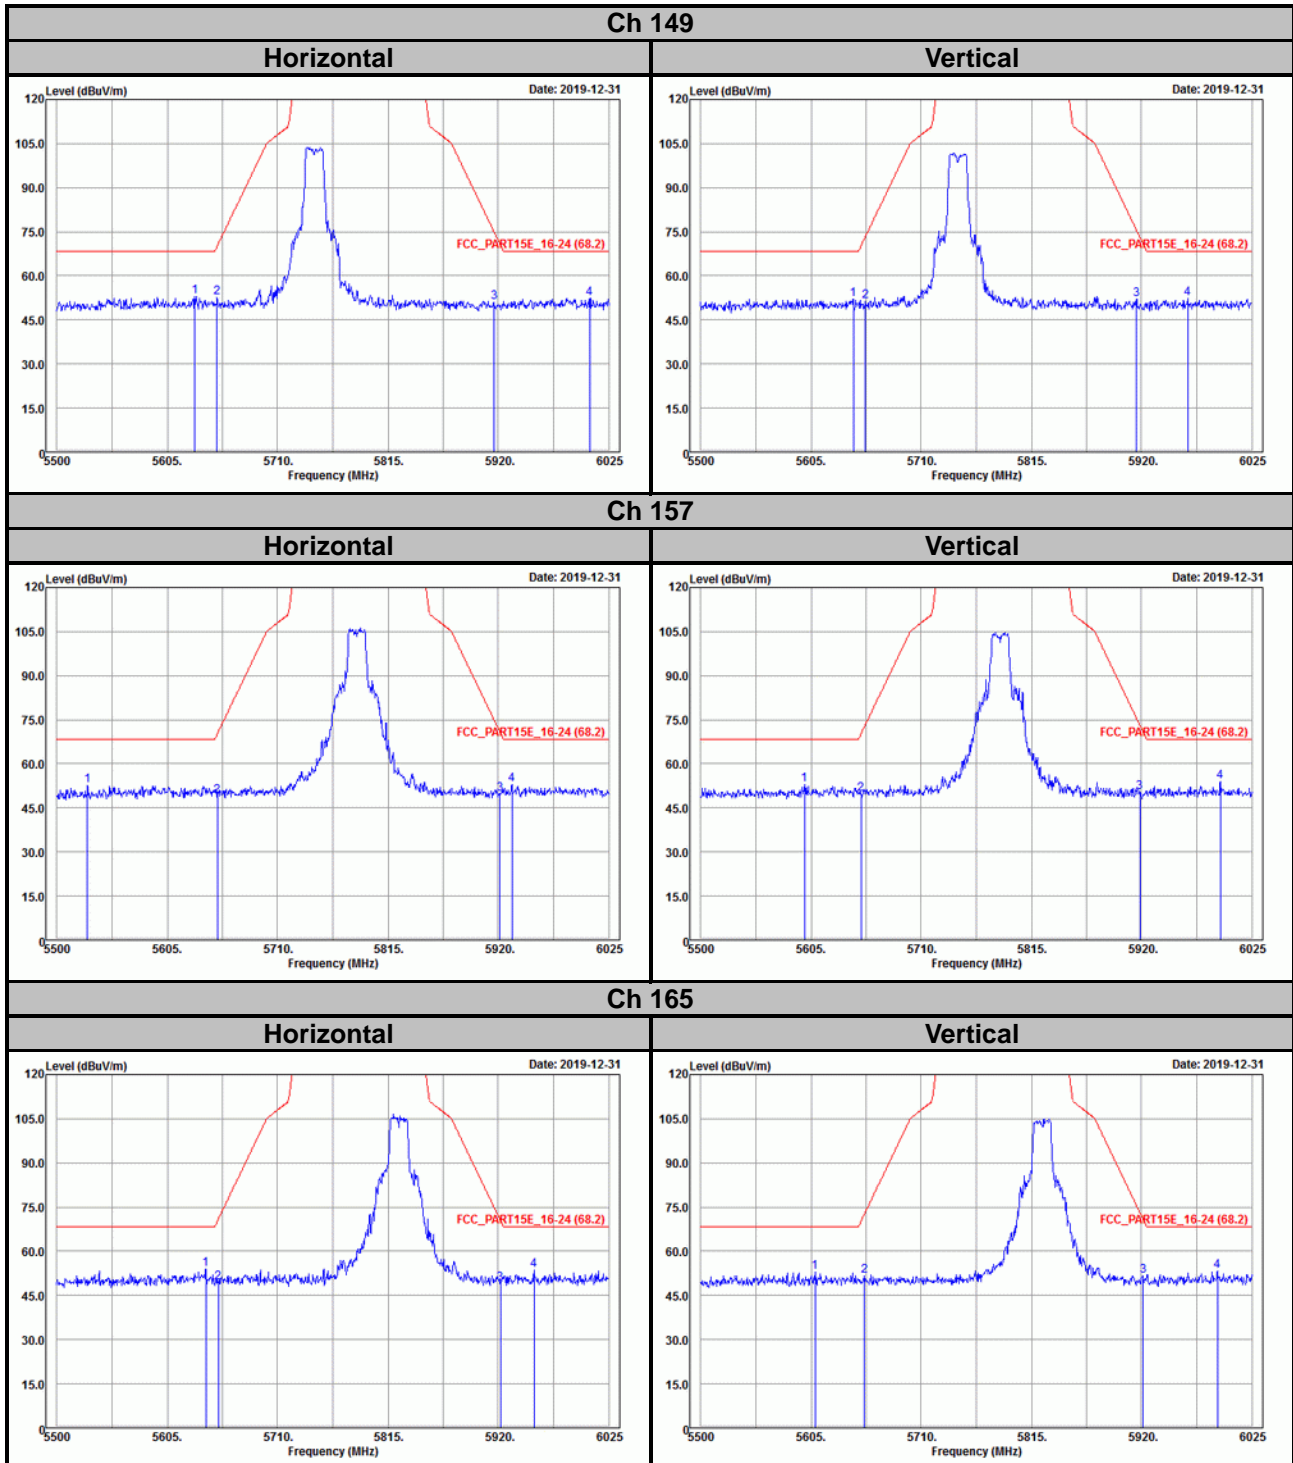 Ch 149
Horizontal Vertical
Level (dBuV/m) Date: 2019-12-31
120
105.0
90.0
75.0
FCC_PART15E_16-24 (68.2)
60.0
1 2 3 4
45.0
30.0
15.0
0
5500 5605. 5710. 5815. 5920. 6025
Frequency (MHz)
Level (dBuV/m) Date: 2019-12-31
120
105.0
90.0
75.0
FCC_PART15E_16-24 (68.2)
60.0
1 2 3 4
45.0
30.0
15.0
0
5500 5605. 5710. 5815. 5920. 6025
Frequency (MHz)
Ch 157
Horizontal Vertical
Level (dBuV/m) Date: 2019-12-31
120
105.0
90.0
75.0
FCC_PART15E_16-24 (68.2)
60.0
1 2 3 4
45.0
30.0
15.0
0
5500 5605. 5710. 5815. 5920. 6025
Frequency (MHz)
Level (dBuV/m) Date: 2019-12-31
120
105.0
90.0
75.0
FCC_PART15E_16-24 (68.2)
60.0
1 2 3 4
45.0
30.0
15.0
0
5500 5605. 5710. 5815. 5920. 6025
Frequency (MHz)
Ch 165
Horizontal Vertical
Level (dBuV/m) Date: 2019-12-31
120
105.0
90.0
75.0
FCC_PART15E_16-24 (68.2)
60.0
1 2 3 4
45.0
30.0
15.0
0
5500 5605. 5710. 5815. 5920. 6025
Frequency (MHz)
Level (dBuV/m) Date: 2019-12-31
120
105.0
90.0
75.0
FCC_PART15E_16-24 (68.2)
60.0
1 2 3 4
45.0
30.0
15.0
0
5500 5605. 5710. 5815. 5920. 6025
Frequency (MHz)